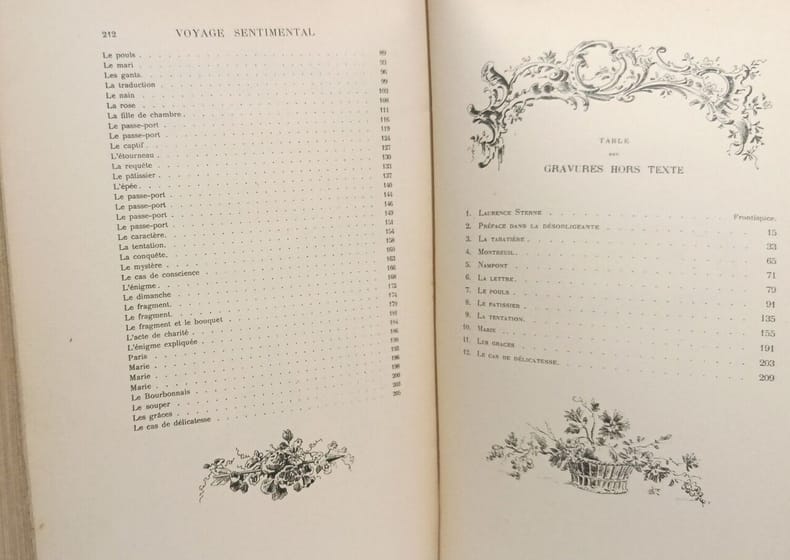 212 VOYAGE SENTIMENTAL
Le pouls . 89
Le mari . 93
Les gants. 96
La traduction . 99
Le nain . 103
La rose . 108
La fille de chambre . 111
Le passe-port . 116
Le passe-port . 119
Le captif . 124
L'étourneau . 127
La requête . 130
Le pâtissier . 133
L'épée . 137
Le passe-port . 140
Le passe-port . 144
Le passe-port . 146
Le passe-port . 149
Le caractère. 151
La tentation. 154
La conquête. 158
Le mystère . 160
Le cas de conscience . 163
L'énigme . 166
Le dimanche . 168
Le fragment. 172
Le fragment. 174
Le fragment et le bouquet . 179
L'acte de charité . 181
L'énigme expliquée . 184
Paris . 186
Marie . 190
Marie . 193
Marie . 196
Le Bourbonnais . 198
Le souper . 200
Les grâces . 203
Le cas de délicatesse . 205
TABLE
DES
GRAVURES HORS TEXTE
1. Laurence Sterne . Frontispice.
2. Préface dans la désobligeante 15
3. La tabatière . 33
4. Montreuil. 65
5. Nampont . 71
6. La lettre. 79
7. Le pouls . 91
8. Le patissier . 135
9. La tentation. 155
10. Marie . 191
11. Les graces . 203
12. Le cas de délicatesse. 209